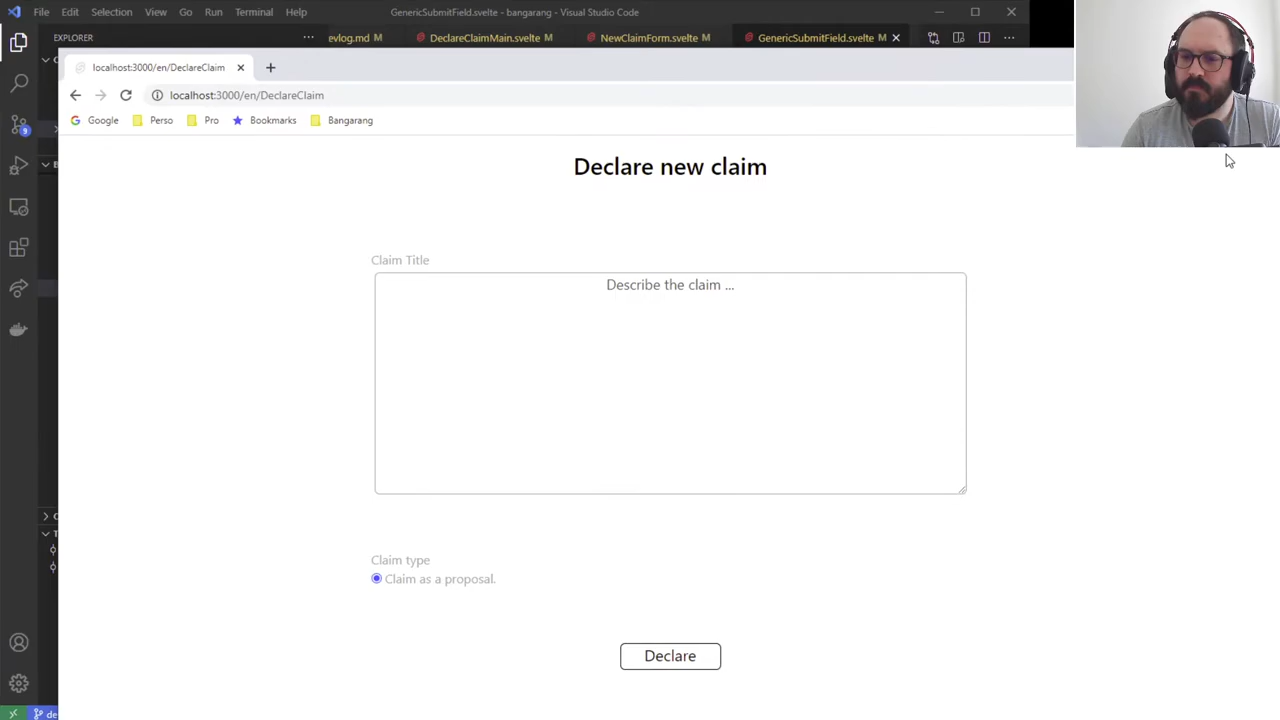 File Edit Selection View Go Run Terminal Help GenericSubmitField.svelte - bangarang - Visual Studio Code
EXPLORER evlog.md DeclareClaimMain.svelte M NewClaimForm.svelte M GenericSubmitField.svelte M
localhost:3000/en/DeclareClaim
localhost:3000/en/DeclareClaim
Google Perso Pro Bookmarks Bangarang
Declare new claim
Claim Title
Describe the claim ...
Claim type
Claim as a proposal.
Declare
9
de